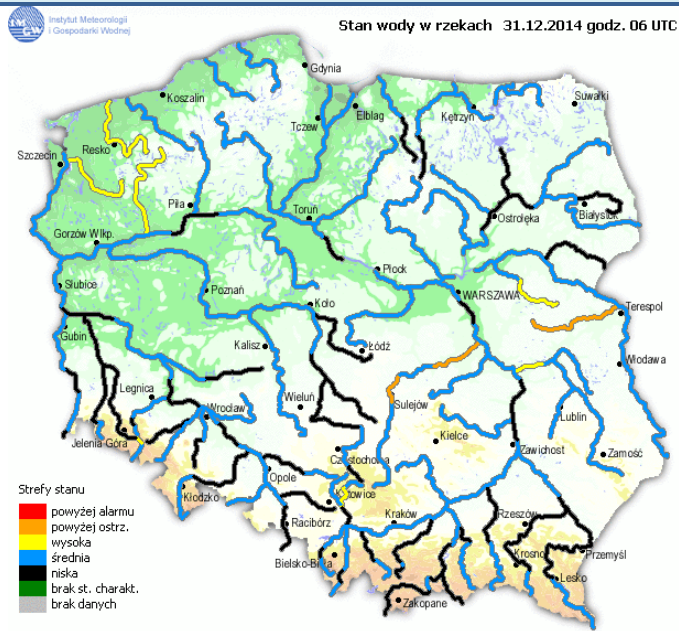 Instytut Meteorologii
i Gospodarki Wodnej
Stan wody w rzekach 31.12.2014 godz. 06 UTC
Gdynia
Koszalin
Suwałki
Tczew
Elbląg
Kętrzyn
Resko
Szczecin
Piła
Toruń
Ostrołęka
Białystok
Gorzów Wlkp.
Płock
Słubice
Poznań
Koło
WARSZAWA
Terespol
Gubin
Kalisz
Łódź
Włodawa
Legnica
Wrocław
Wieluń
Sulejów
Lublin
Jelenia Góra
Kielce
Zawichost
Zamość
Częstochowa
Opole
Katowice
Kłodzko
Racibórz
Kraków
Rzeszów
Bielsko-Biała
Krosno
Przemyśl
Lesko
Zakopane
Strefy stanu
powyżej alarmu
powyżej ostrz.
wysoka
średnia
niska
brak st. charakt.
brak danych